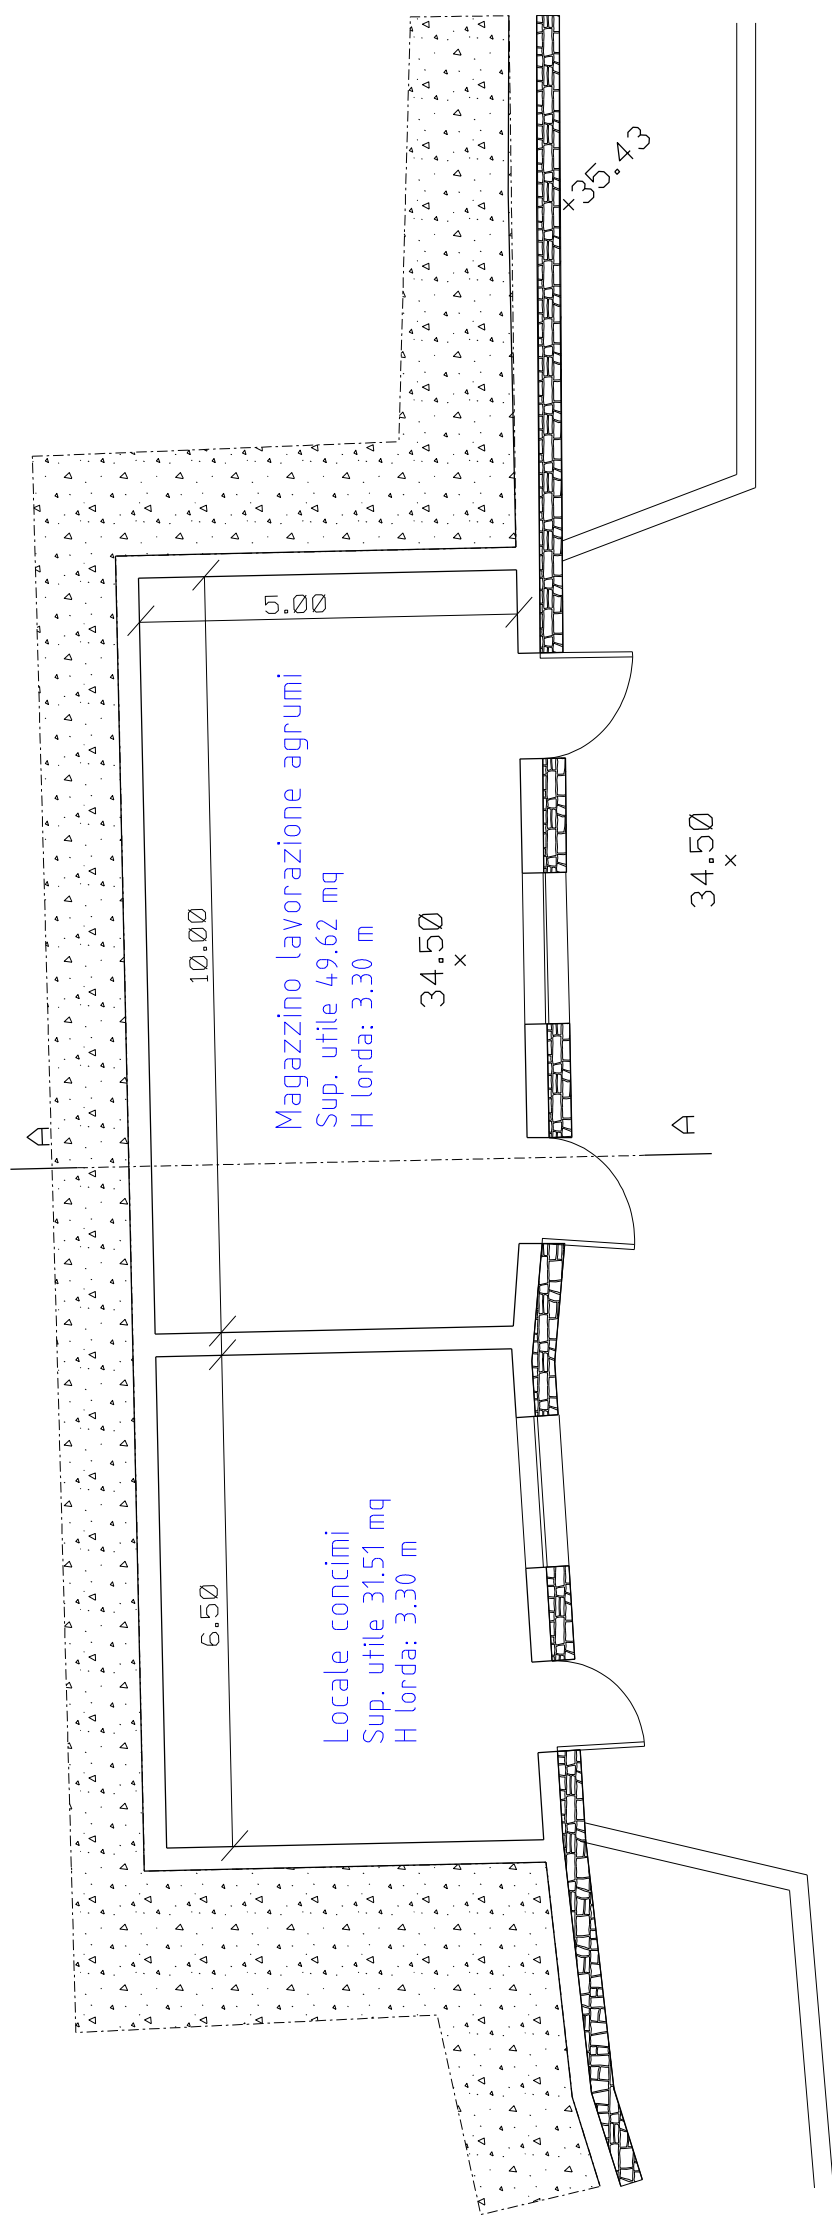 +35.43
5.00
Magazzino lavorazione agrumi
Sup. utile 49.62 mq
H lorda: 3.30 m
10.00
34.50
x
34.50
x
A
A
Locale concimi
Sup. utile 31.51 mq
H lorda: 3.30 m
6.50